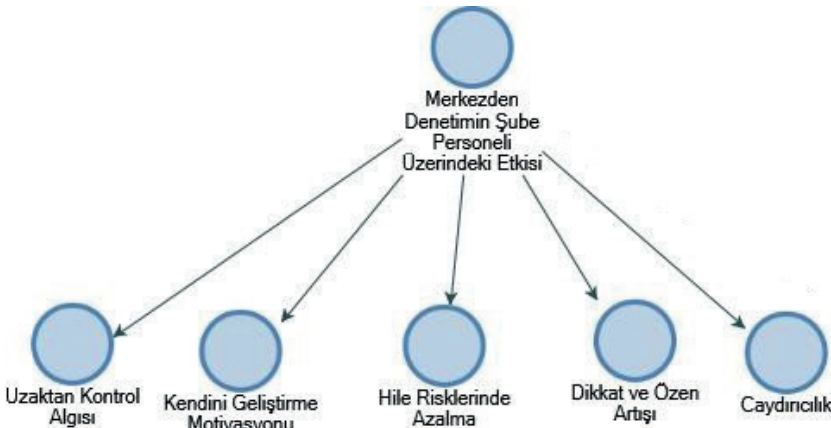 Merkezden
Denetimin Şube
Personeli
Üzerindeki Etkisi
Uzaktan Kontrol
Algısı
Kendini Geliştirme
Motivasyonu
Hile Risklerinde
Azalma
Dikkat ve Özen
Artışı
Caydırıcılık